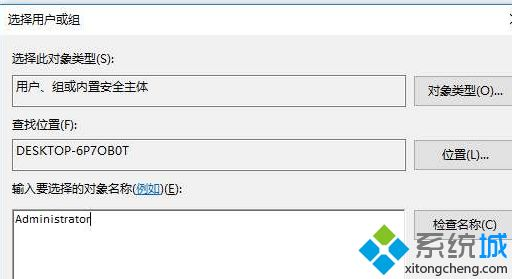 选择用户或组
选择此对象类型(S):
用户、组或内置安全主体
对象类型(O)...
查找位置(F):
DESKTOP-6P7OB0T
位置(L)...
输入要选择的对象名称(例如)(E):
Administrator
检查名称(C)
系统城
xitongcheng.com